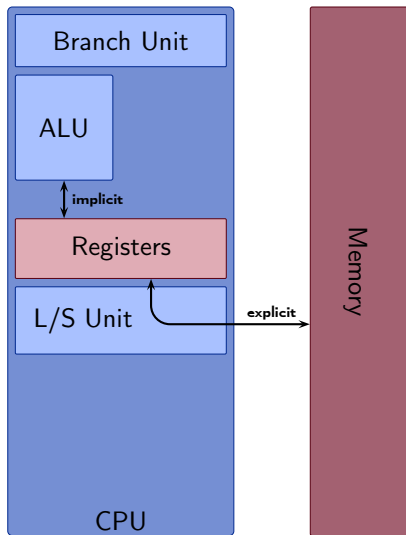 Branch Unit
ALU
implicit
Registers
L/S Unit
explicit
CPU
Memory